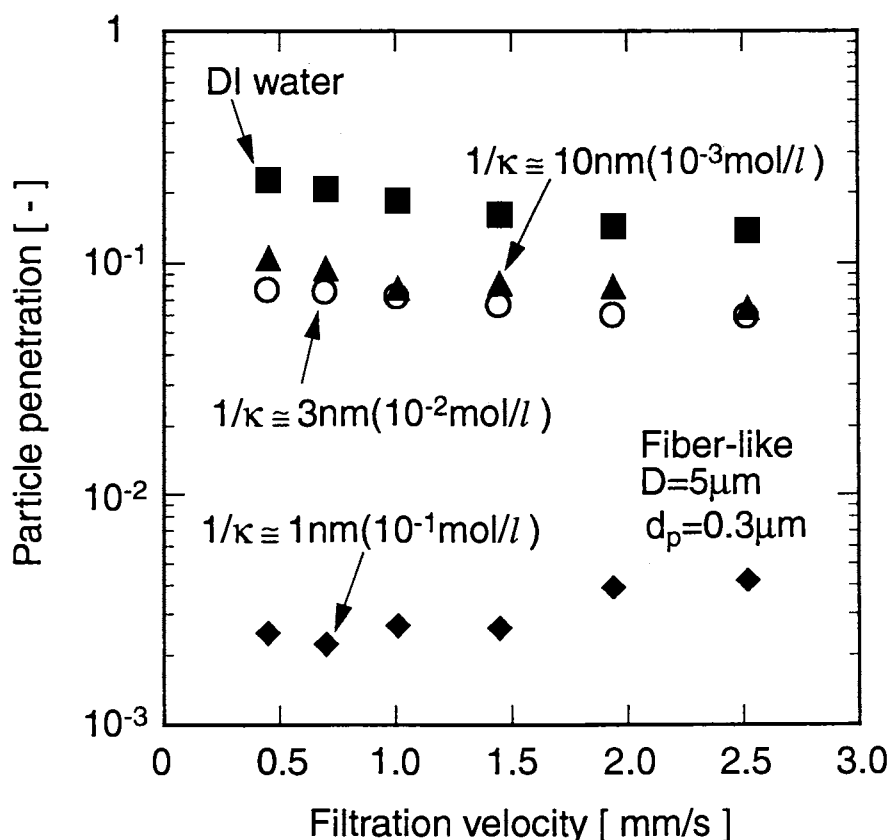 1
DI water
1/κ ≅ 10nm(10⁻³mol/l)
10⁻¹
Particle penetration [ - ]
1/κ ≅ 3nm(10⁻²mol/l )
Fiber-like
D=5μm
dₚ=0.3μm
10⁻²
1/κ ≅ 1nm(10⁻¹mol/l )
10⁻³
0 0.5 1.0 1.5 2.0 2.5 3.0
Filtration velocity [ mm/s ]